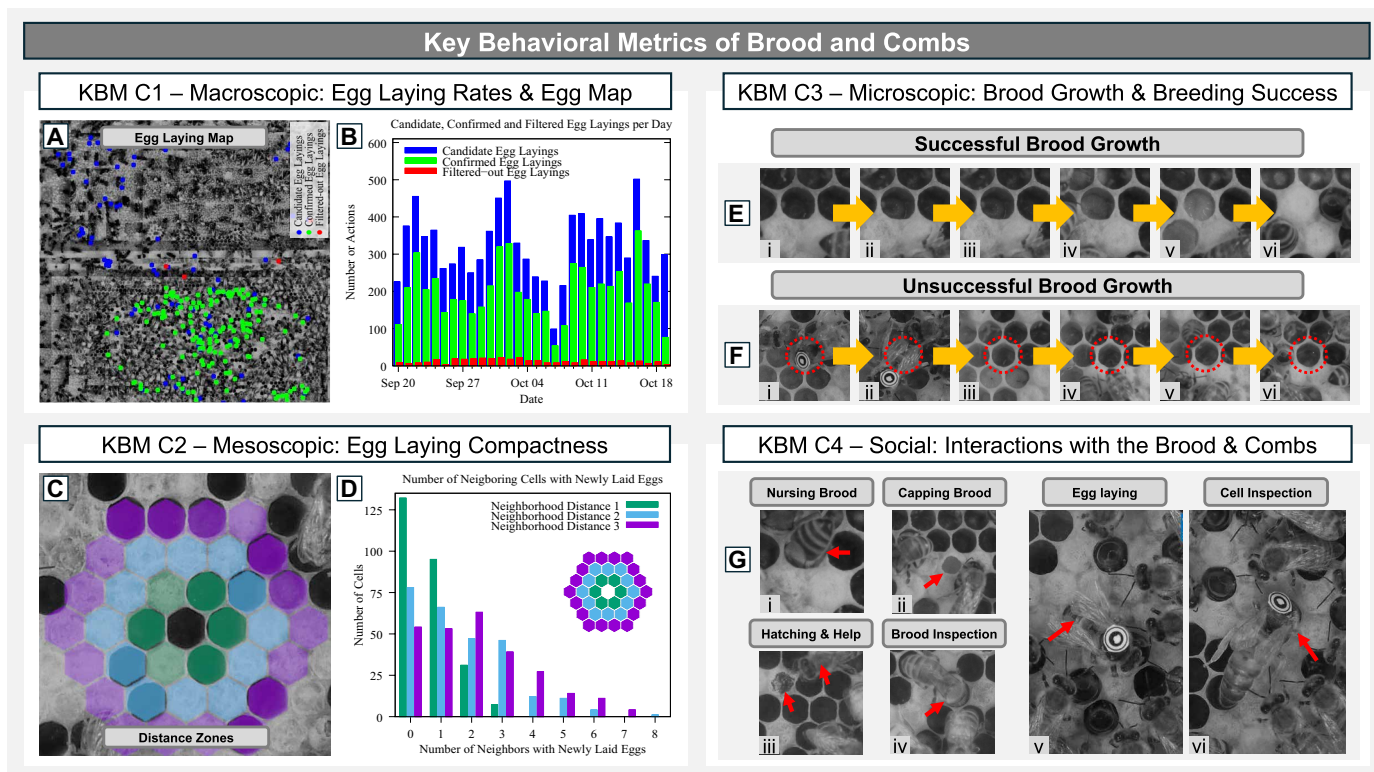 Key Behavioral Metrics of Brood and Combs
KBM C1 – Macroscopic: Egg Laying Rates & Egg Map
A
Egg Laying Map
Candidate Egg Layings
Confirmed Egg Layings
Filtered-out Egg Layings
B
Candidate, Confirmed and Filtered Egg Layings per Day
Candidate Egg Layings
Confirmed Egg Layings
Filtered-out Egg Layings
Number or Actions
600
500
400
300
200
100
0
Sep 20 Sep 27 Oct 04 Oct 11 Oct 18
Date
KBM C2 – Mesoscopic: Egg Laying Compactness
C
Distance Zones
D
Number of Neigboring Cells with Newly Laid Eggs
Neighborhood Distance 1
Neighborhood Distance 2
Neighborhood Distance 3
Number of Cells
125
100
75
50
25
0
0 1 2 3 4 5 6 7 8
Number of Neighbors with Newly Laid Eggs
KBM C3 – Microscopic: Brood Growth & Breeding Success
Successful Brood Growth
E
i ii iii iv v vi
Unsuccessful Brood Growth
F
i ii iii iv v vi
KBM C4 – Social: Interactions with the Brood & Combs
G
Nursing Brood
i
Capping Brood
ii
Hatching & Help
iii
Brood Inspection
iv
Egg laying
v
Cell Inspection
vi